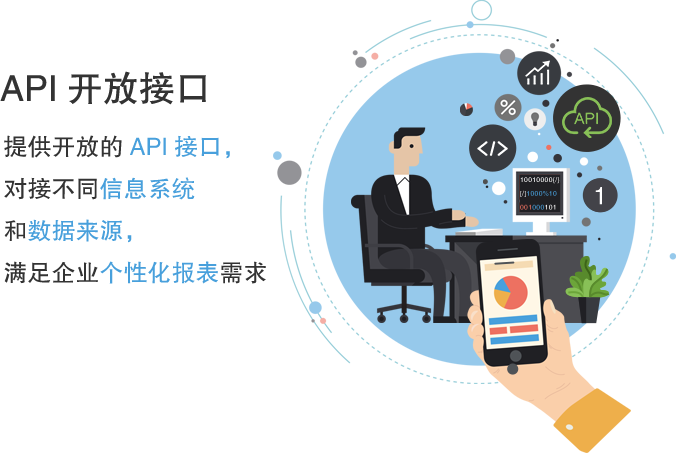 API 开放接口
提供开放的 API 接口，
对接不同信息系统
和数据来源，
满足企业个性化报表需求
%
API
</>
10010000[/]
[/]1000%10
001000101
1